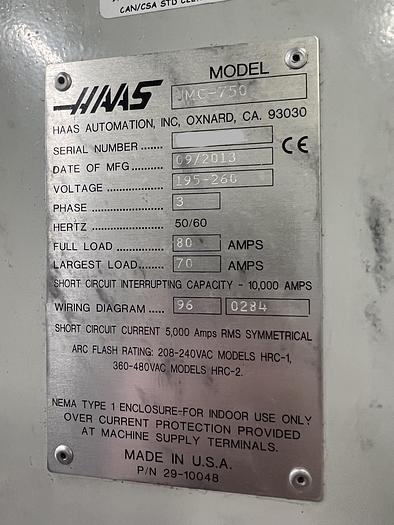 CAN/CSA STD
MODEL
HAAS
UMC-750
HAAS AUTOMATION, INC, OXNARD, CA. 93030
SERIAL NUMBER .......
CE
DATE OF MFG ..... 09/2013
VOLTAGE ............... 195-260
PHASE .................. 3
HERTZ ................... 50/60
FULL LOAD ............ 80 AMPS
LARGEST LOAD..... 70 AMPS
SHORT CIRCUIT INTERRUPTING CAPACITY - 10,000 AMPS
WIRING DIAGRAM ..... 96 0284
SHORT CIRCUIT CURRENT 5,000 Amps RMS SYMMETRICAL
ARC FLASH RATING: 208-240VAC MODELS HRC-1,
360-480VAC MODELS HRC-2.
NEMA TYPE 1 ENCLOSURE-FOR INDOOR USE ONLY
OVER CURRENT PROTECTION PROVIDED
AT MACHINE SUPPLY TERMINALS.
MADE IN U.S.A.
P/N 29-10048